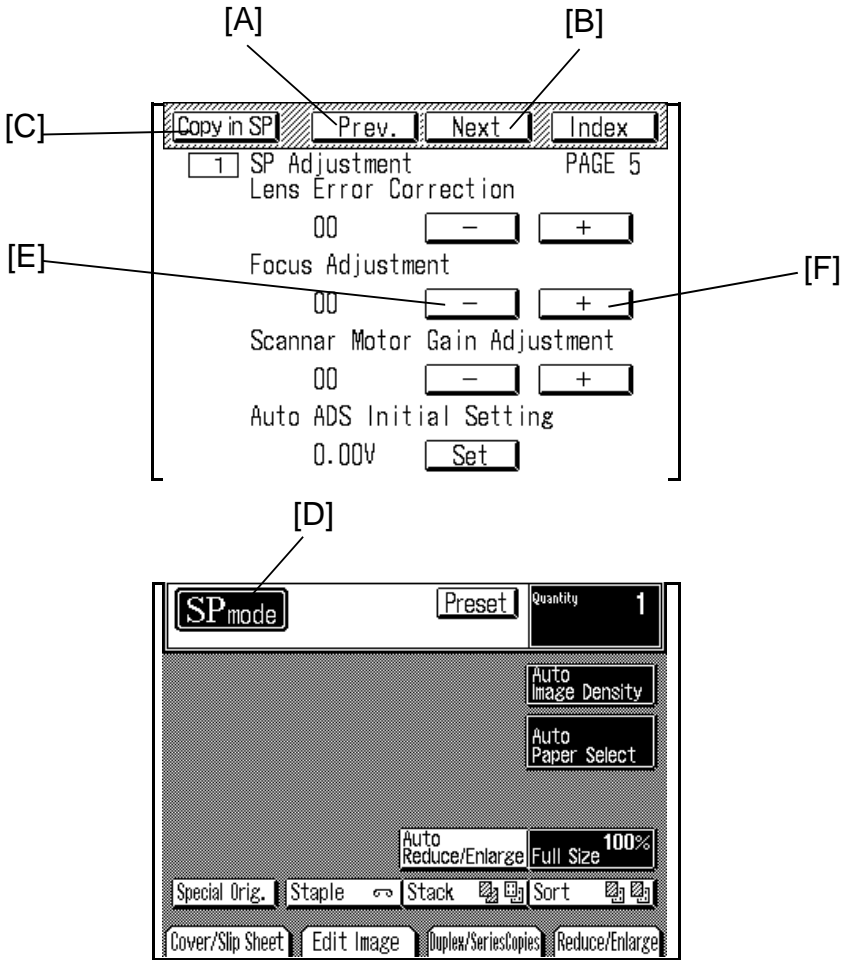 [A] [B]
[C] Copy in SP Prev. Next Index
1 SP Adjustment PAGE 5
Lens Error Correction
00 − +
[E] Focus Adjustment [F]
00 − +
Scannar Motor Gain Adjustment
00 − +
Auto ADS Initial Setting
0.00V Set
[D]
SPmode Preset Quantity 1
Auto
Image Density
Auto
Paper Select
Auto 100%
Reduce/Enlarge Full Size
Special Orig. Staple Stack Sort
Cover/Slip Sheet Edit Image Duplex/SeriesCopies Reduce/Enlarge